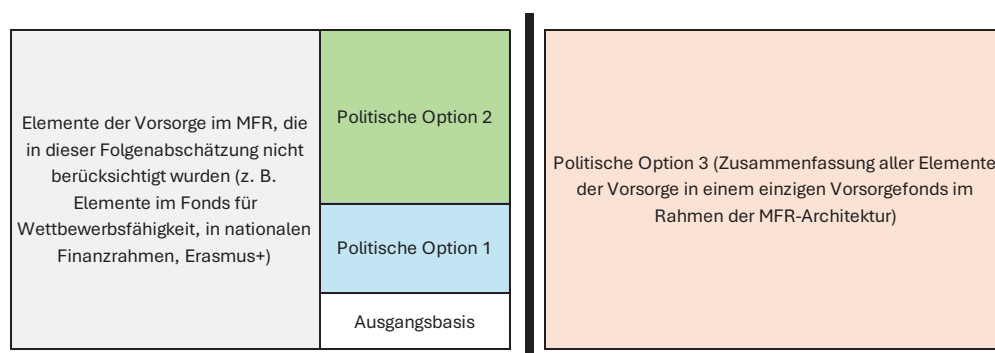 Elemente der Vorsorge im MFR, die
in dieser Folgenabschätzung nicht
berücksichtigt wurden (z. B.
Elemente im Fonds für
Wettbewerbsfähigkeit, in nationalen
Finanzrahmen, Erasmus+)
Politische Option 2
Politische Option 1
Ausgangsbasis
Politische Option 3 (Zusammenfassung aller Elemente
der Vorsorge in einem einzigen Vorsorgefonds im
Rahmen der MFR-Architektur)